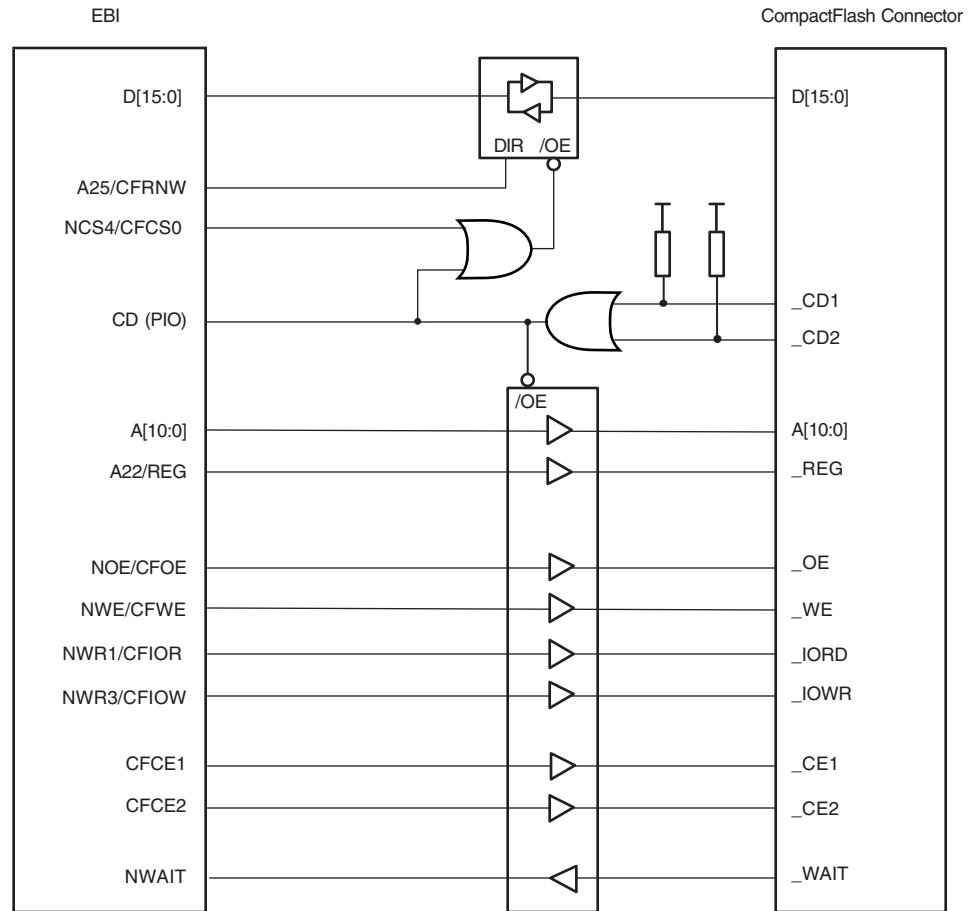 EBI CompactFlash Connector
D[15:0] D[15:0]
DIR /OE
A25/CFRNW
NCS4/CFCS0
_CD1
CD (PIO)
_CD2
/OE
A[10:0] A[10:0]
A22/REG _REG
NOE/CFOE _OE
NWE/CFWE _WE
NWR1/CFIOR _IORD
NWR3/CFIOW _IOWR
CFCE1 _CE1
CFCE2 _CE2
NWAIT _WAIT